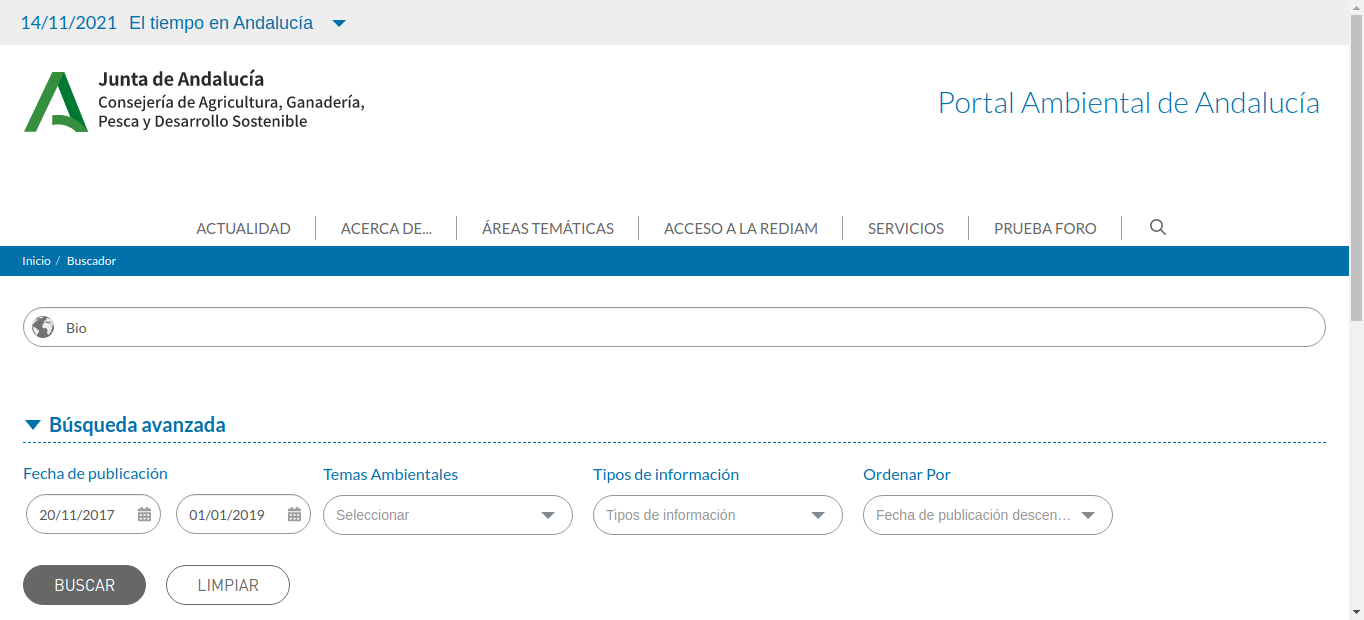 14/11/2021 El tiempo en Andalucía
Junta de Andalucía
Consejería de Agricultura, Ganadería,
Pesca y Desarrollo Sostenible
Portal Ambiental de Andalucía
ACTUALIDAD ACERCA DE... ÁREAS TEMÁTICAS ACCESO A LA REDIAM SERVICIOS PRUEBA FORO
Inicio / Buscador
Bio
Búsqueda avanzada
Fecha de publicación Temas Ambientales Tipos de información Ordenar Por
20/11/2017 01/01/2019 Seleccionar Tipos de información Fecha de publicación descen...
BUSCAR LIMPIAR